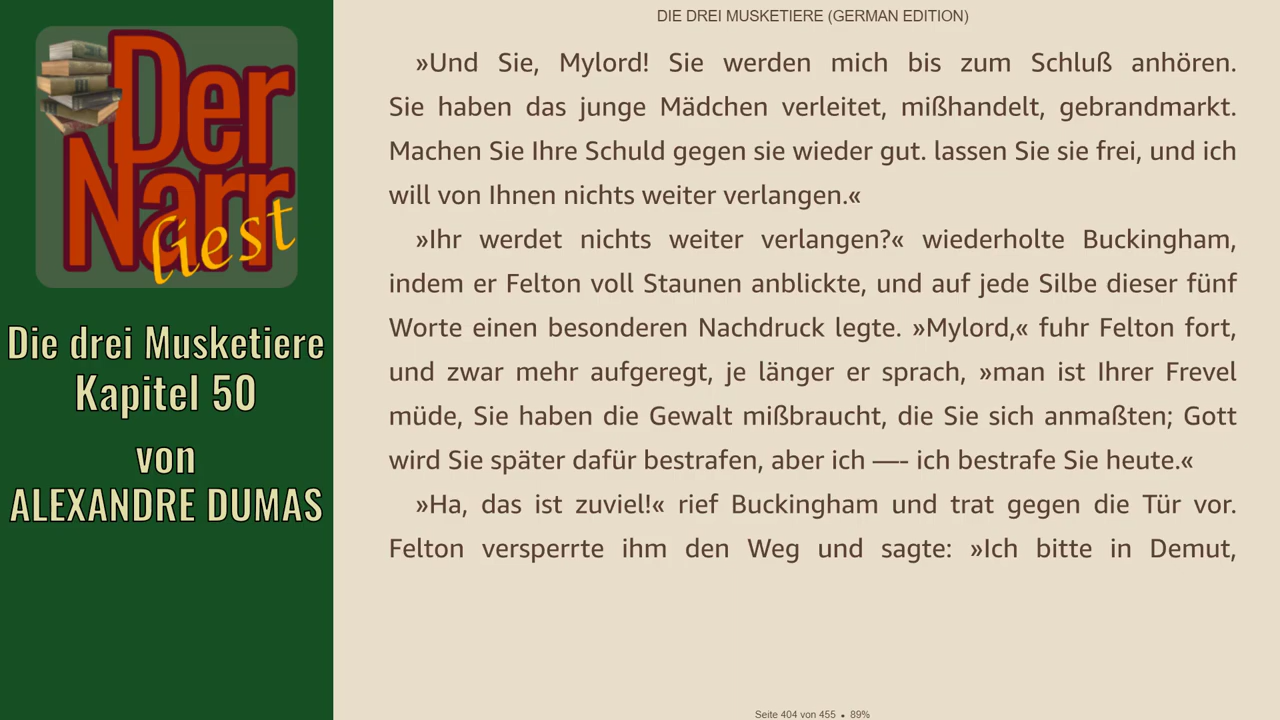 Der
Narr
liest
Die drei Musketiere
Kapitel 50
von
ALEXANDRE DUMAS
DIE DREI MUSKETIERE (GERMAN EDITION)
»Und Sie, Mylord! Sie werden mich bis zum Schluß anhören.
Sie haben das junge Mädchen verleitet, mißhandelt, gebrandmarkt.
Machen Sie Ihre Schuld gegen sie wieder gut. lassen Sie sie frei, und ich
will von Ihnen nichts weiter verlangen.«
»Ihr werdet nichts weiter verlangen?« wiederholte Buckingham,
indem er Felton voll Staunen anblickte, und auf jede Silbe dieser fünf
Worte einen besonderen Nachdruck legte. »Mylord,« fuhr Felton fort,
und zwar mehr aufgeregt, je länger er sprach, »man ist Ihrer Frevel
müde, Sie haben die Gewalt mißbraucht, die Sie sich anmaßten; Gott
wird Sie später dafür bestrafen, aber ich —- ich bestrafe Sie heute.«
»Ha, das ist zuviel!« rief Buckingham und trat gegen die Tür vor.
Felton versperrte ihm den Weg und sagte: »Ich bitte in Demut,
Seite 404 von 455 • 89%